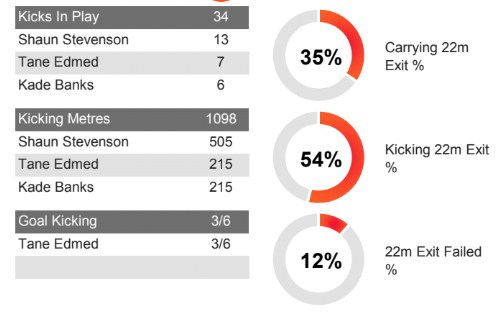 Kicks In Play 34
Shaun Stevenson 13
Tane Edmed 7
Kade Banks 6
Kicking Metres 1098
Shaun Stevenson 505
Tane Edmed 215
Kade Banks 215
Goal Kicking 3/6
Tane Edmed 3/6
35%
Carrying 22m
Exit %
54%
Kicking 22m Exit
%
12%
22m Exit Failed
%